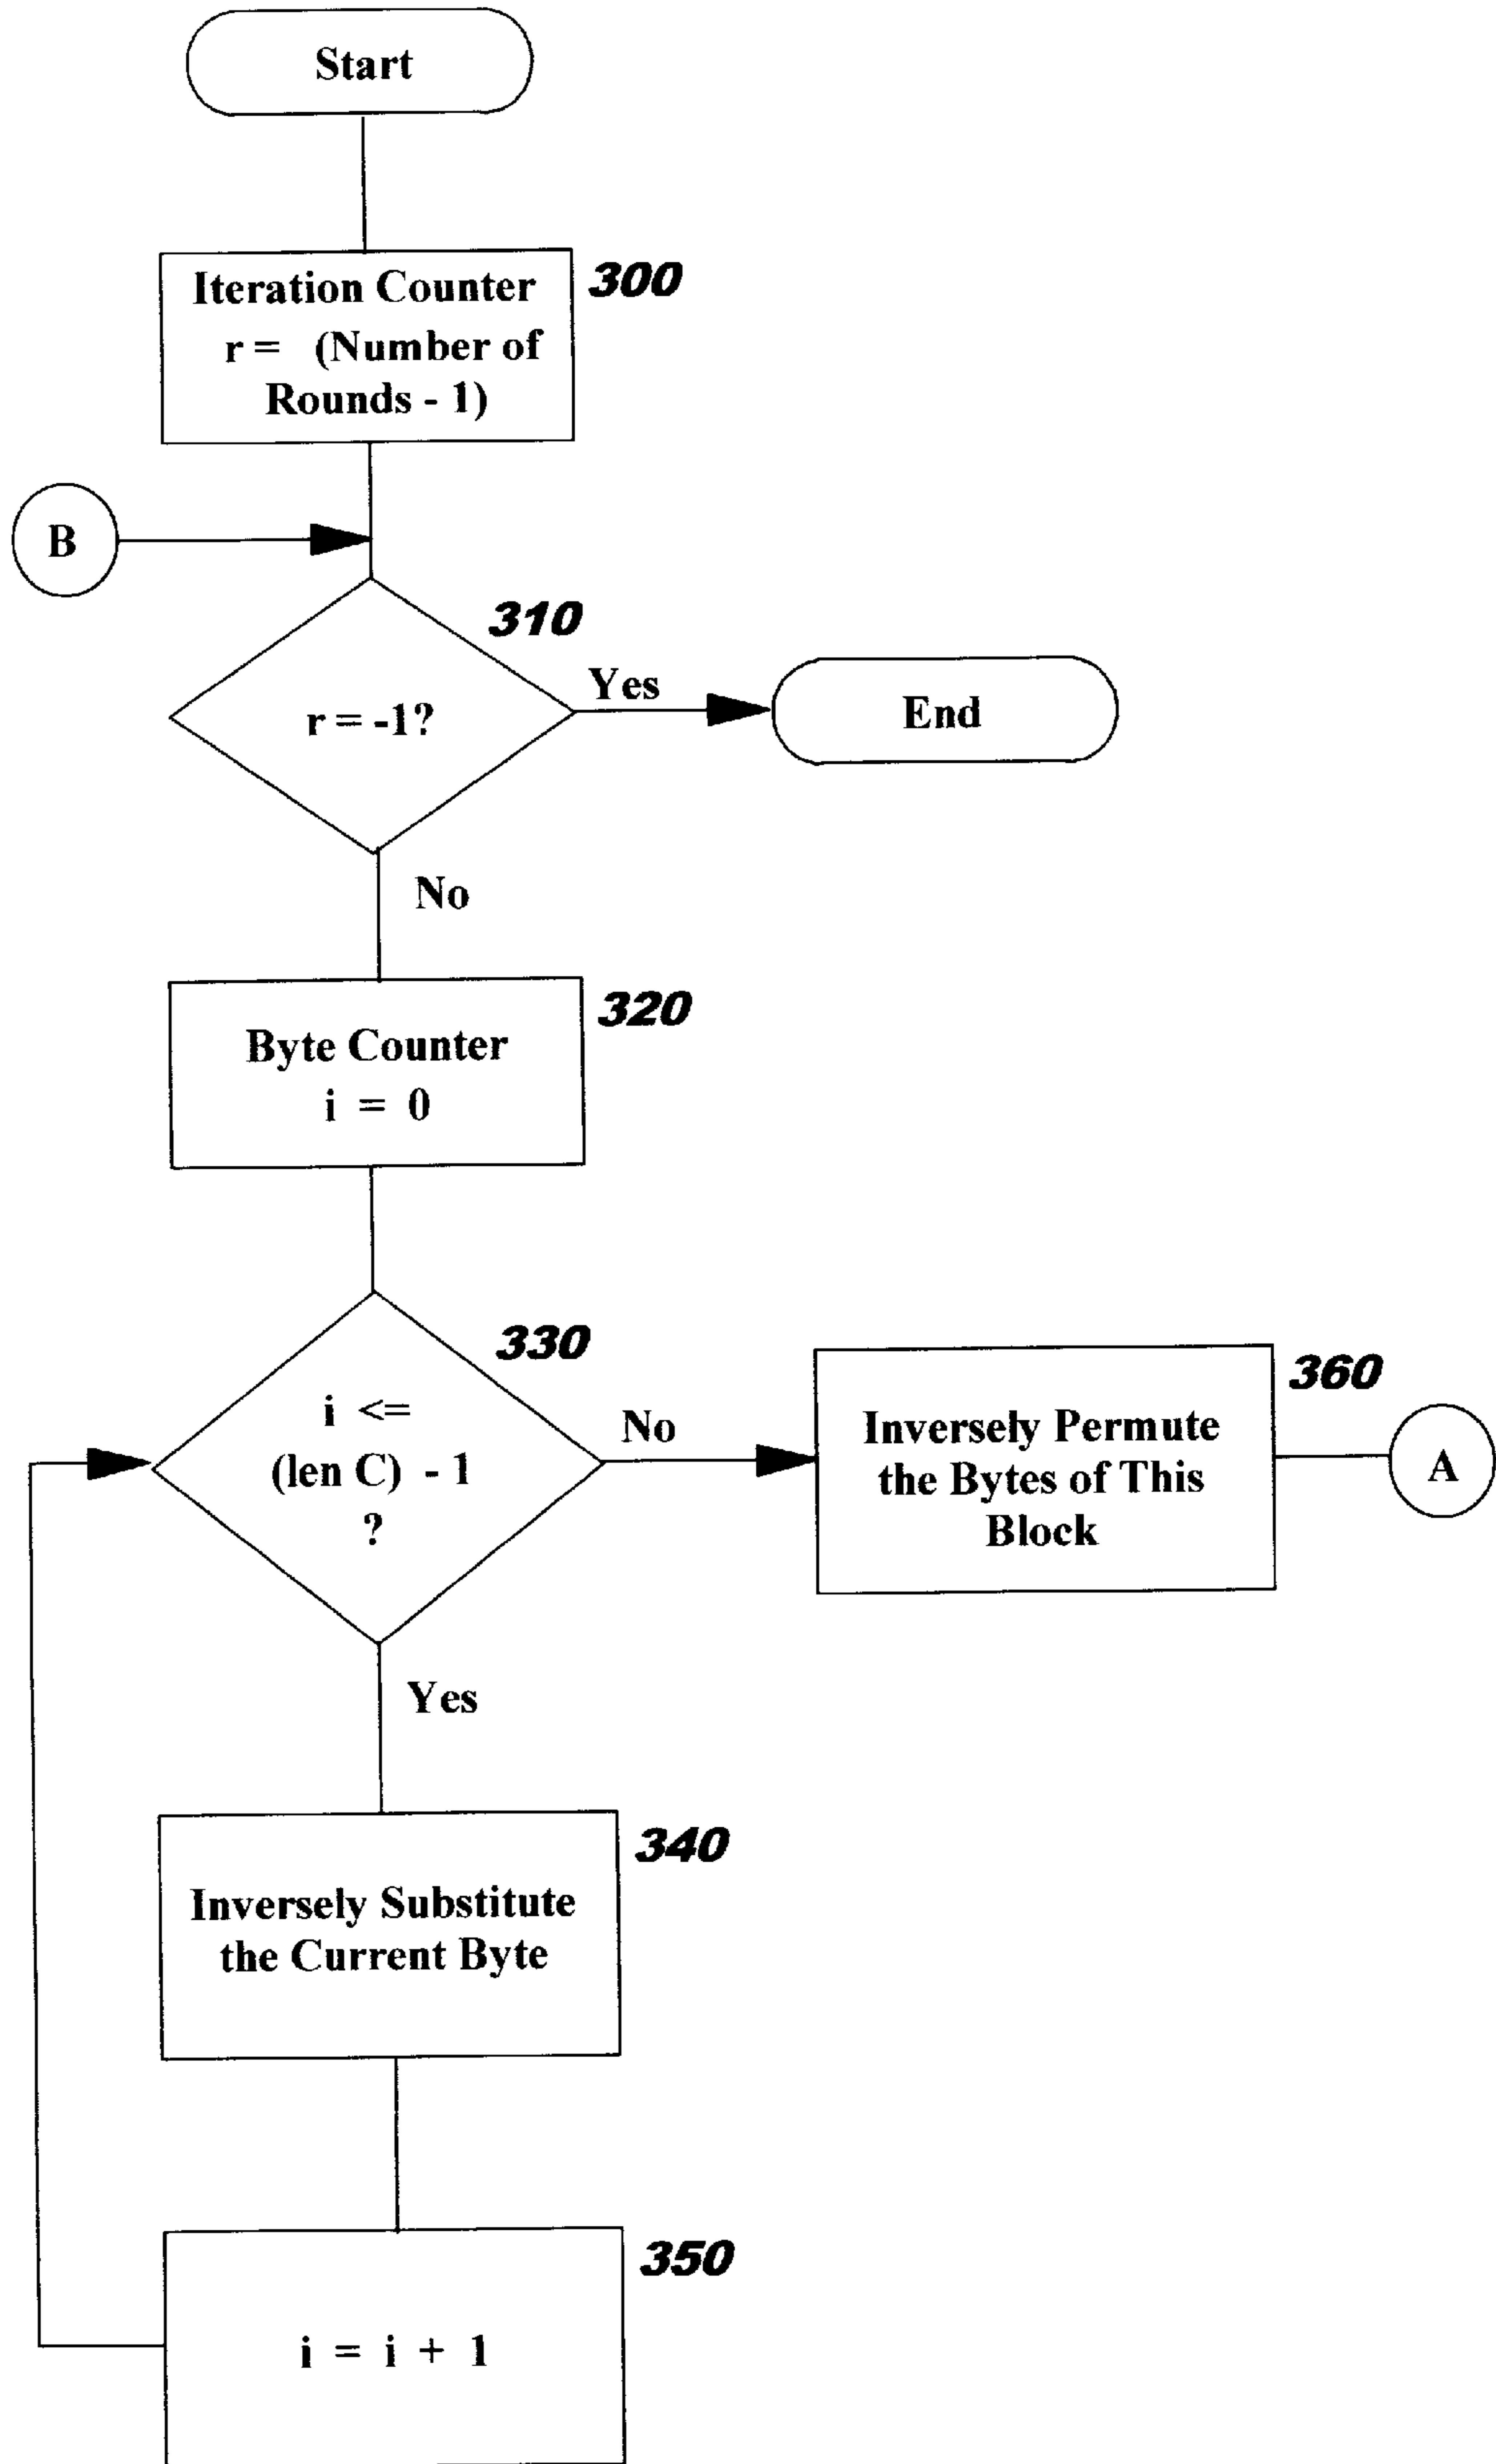 Start
Iteration Counter
r = (Number of
Rounds - 1)
300
B
310
r = -1?
Yes
End
No
320
Byte Counter
i = 0
330
i <=
(len C) - 1
?
No
360
Inversely Permute
the Bytes of This
Block
A
Yes
340
Inversely Substitute
the Current Byte
350
i = i + 1